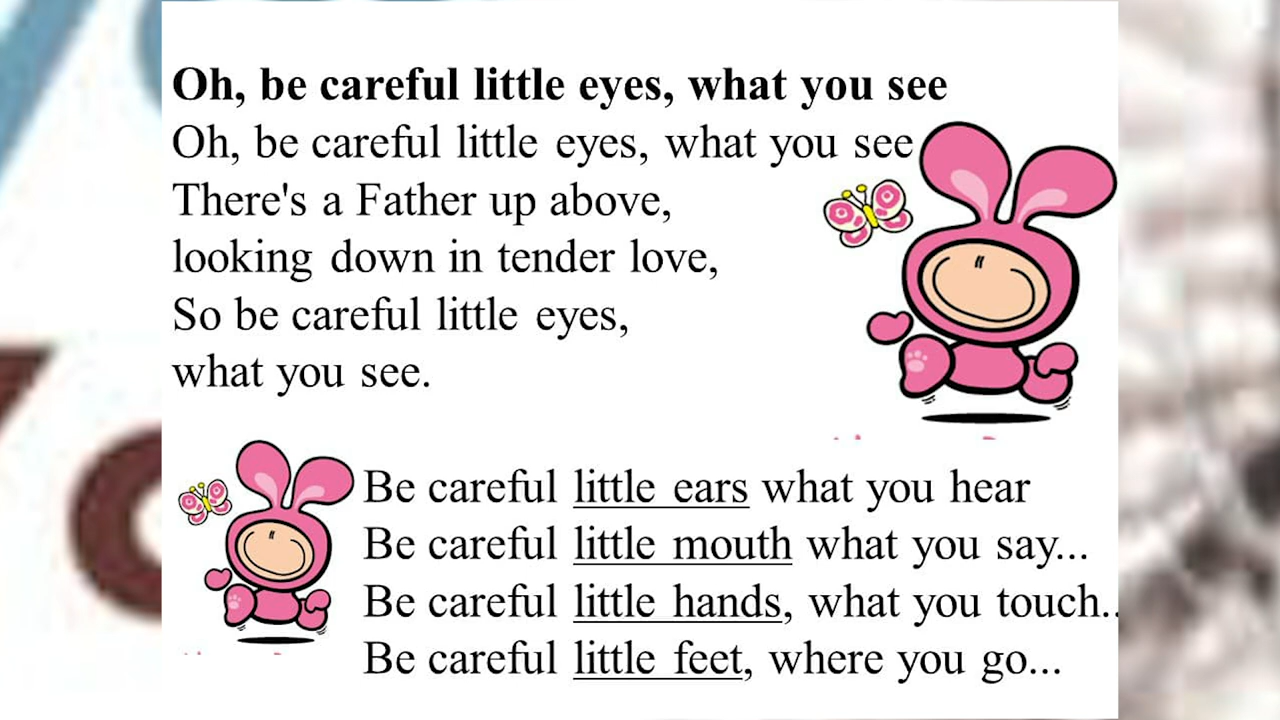 Oh, be careful little eyes, what you see
Oh, be careful little eyes, what you see
There's a Father up above,
looking down in tender love,
So be careful little eyes,
what you see.
Be careful little ears what you hear
Be careful little mouth what you say...
Be careful little hands, what you touch..
Be careful little feet, where you go...